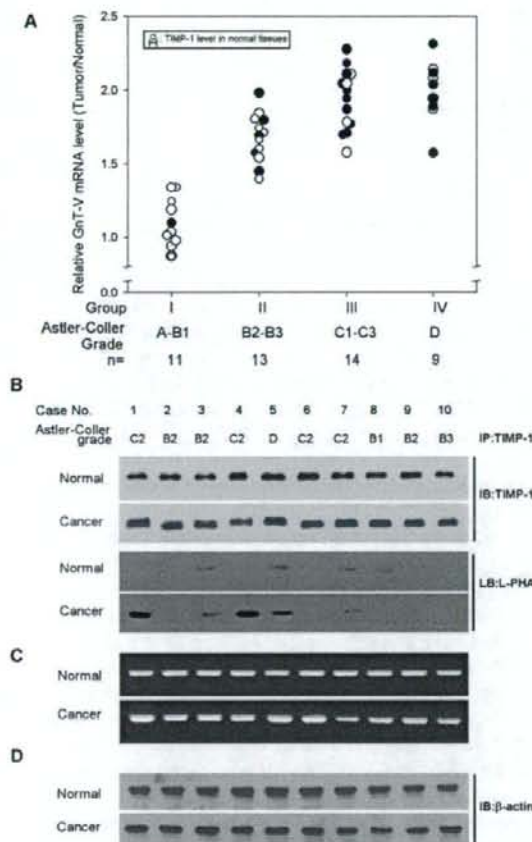 A
Relative GnT-V mRNA level (Tumor/Normal)
2.5
: TIMP-1 level in normal tissues
2.0
1.5
1.0
0.0
Group I II III IV
Astler-Coller Grade A-B1 B2-B3 C1-C3 D
n= 11 13 14 9
B
Case No. 1 2 3 4 5 6 7 8 9 10
Astler-Coller grade C2 B2 B2 C2 D C2 C2 B1 B2 B3 IP:TIMP-1
Normal
IB:TIMP-1
Cancer
Normal
LB:L-PHA
Cancer
C
Normal
Cancer
D
Normal
IB:β-actin
Cancer